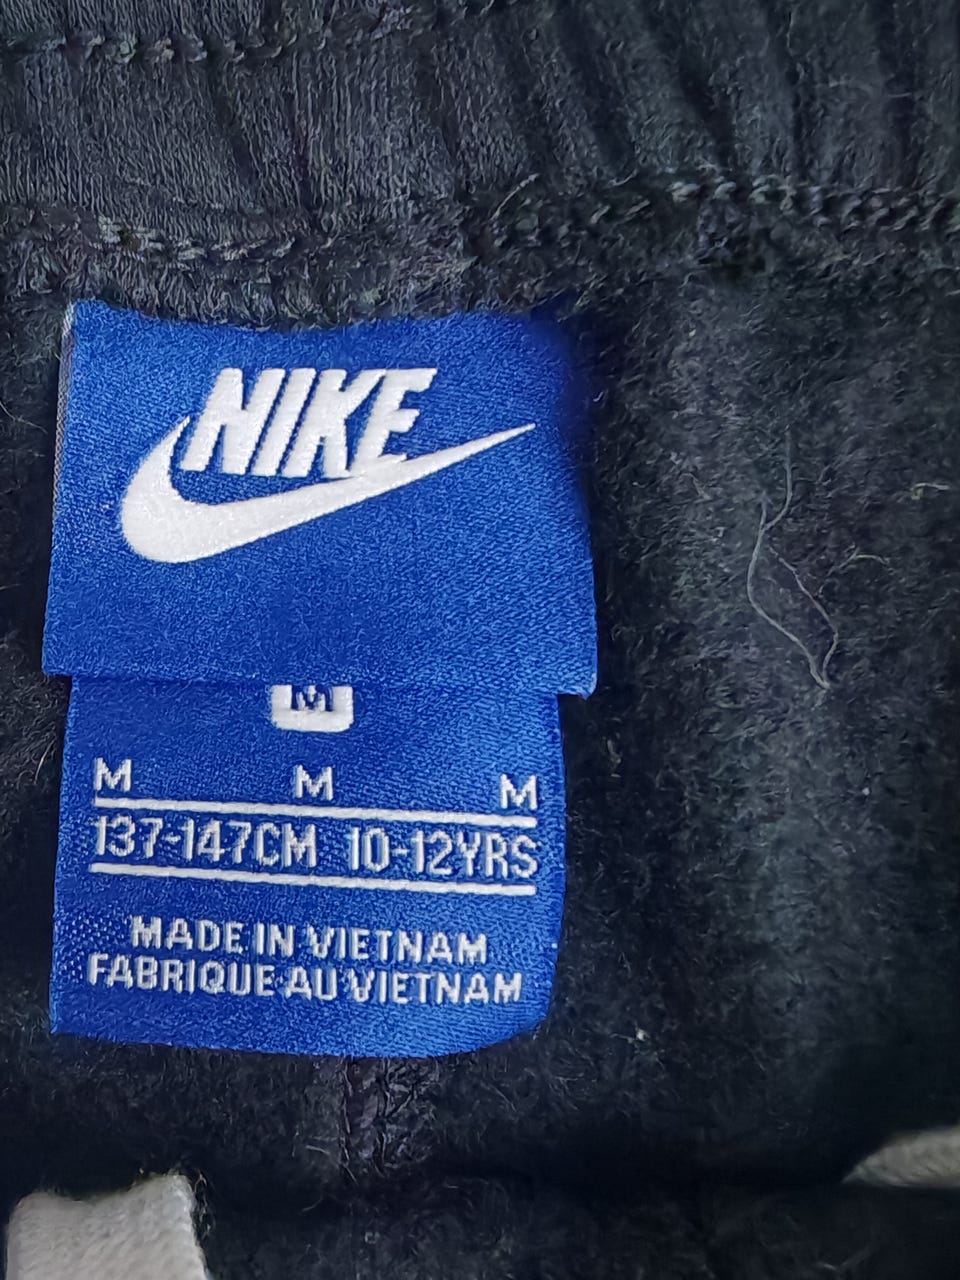 NIKE
M
M M M
137-147CM 10-12YRS
MADE IN VIETNAM
FABRIQUE AU VIETNAM